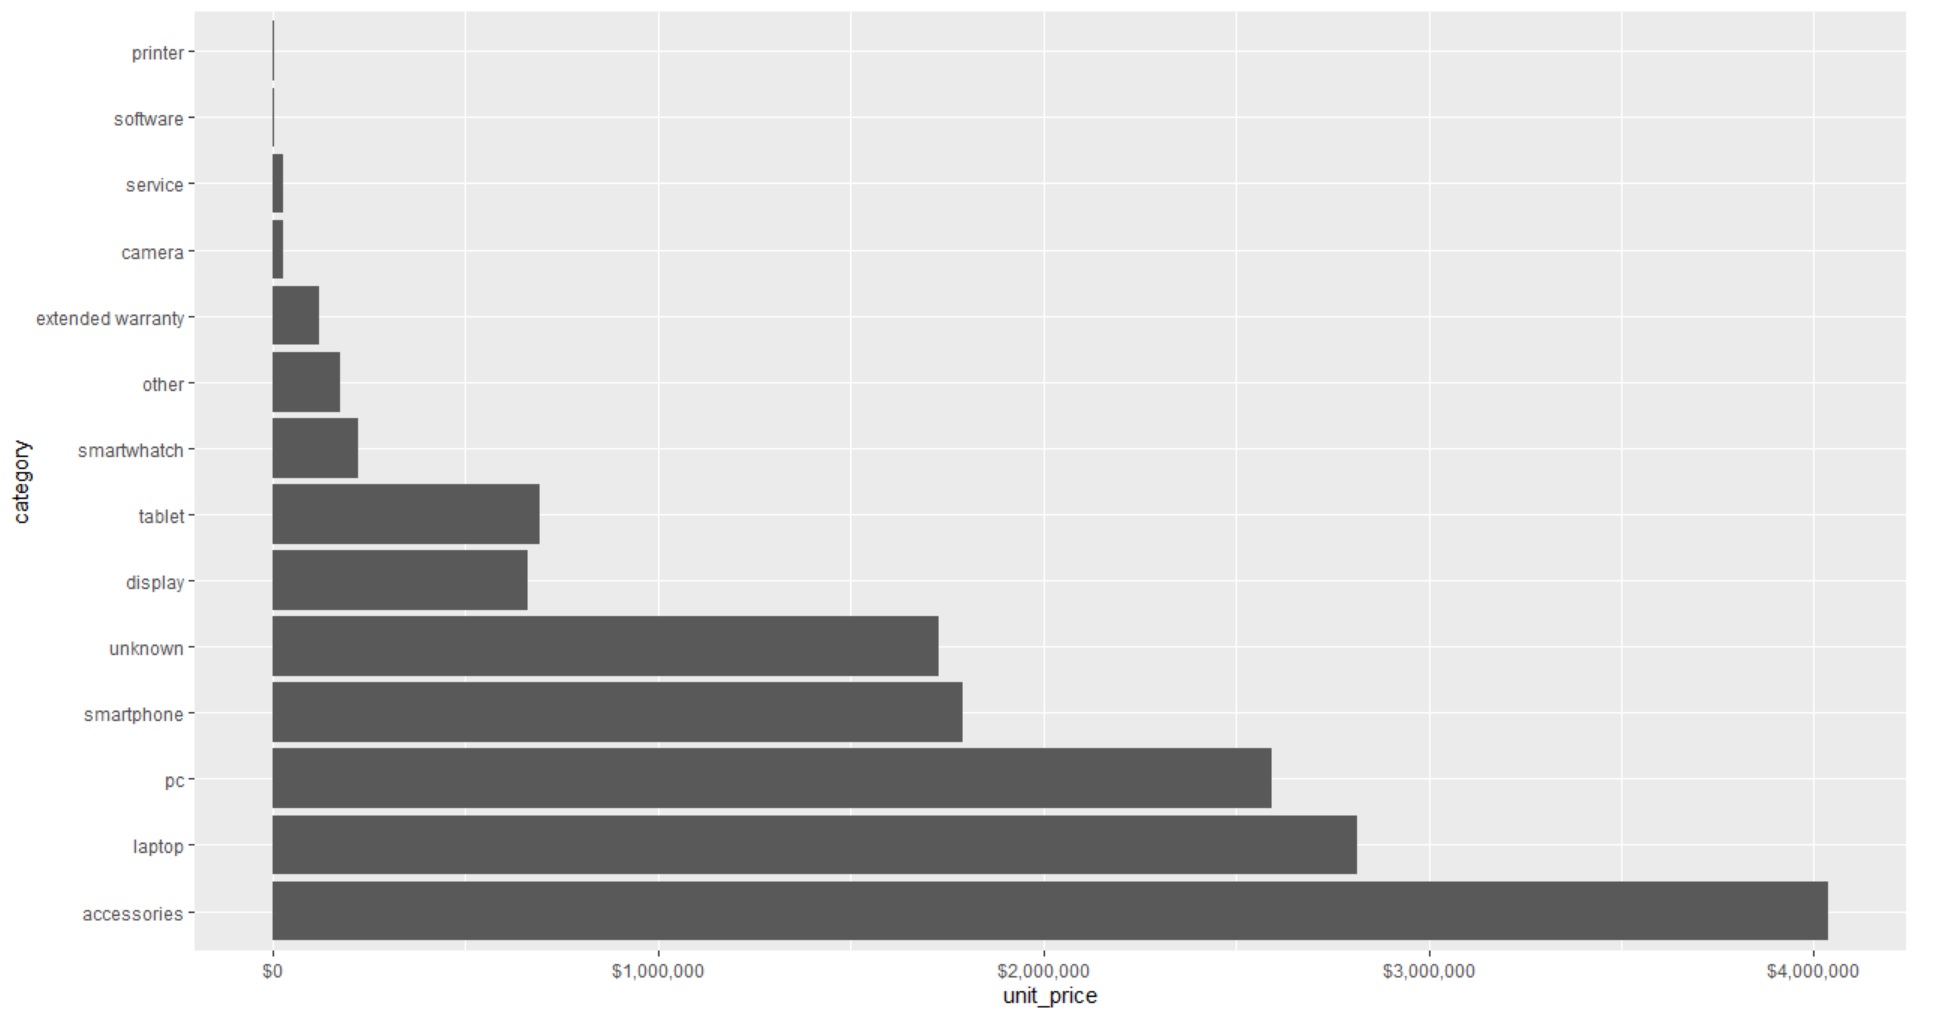 printer
software
service
camera
extended warranty
other
smartwhatch
tablet
display
unknown
smartphone
pc
laptop
accessories
category
$0 $1,000,000 $2,000,000 $3,000,000 $4,000,000
unit_price